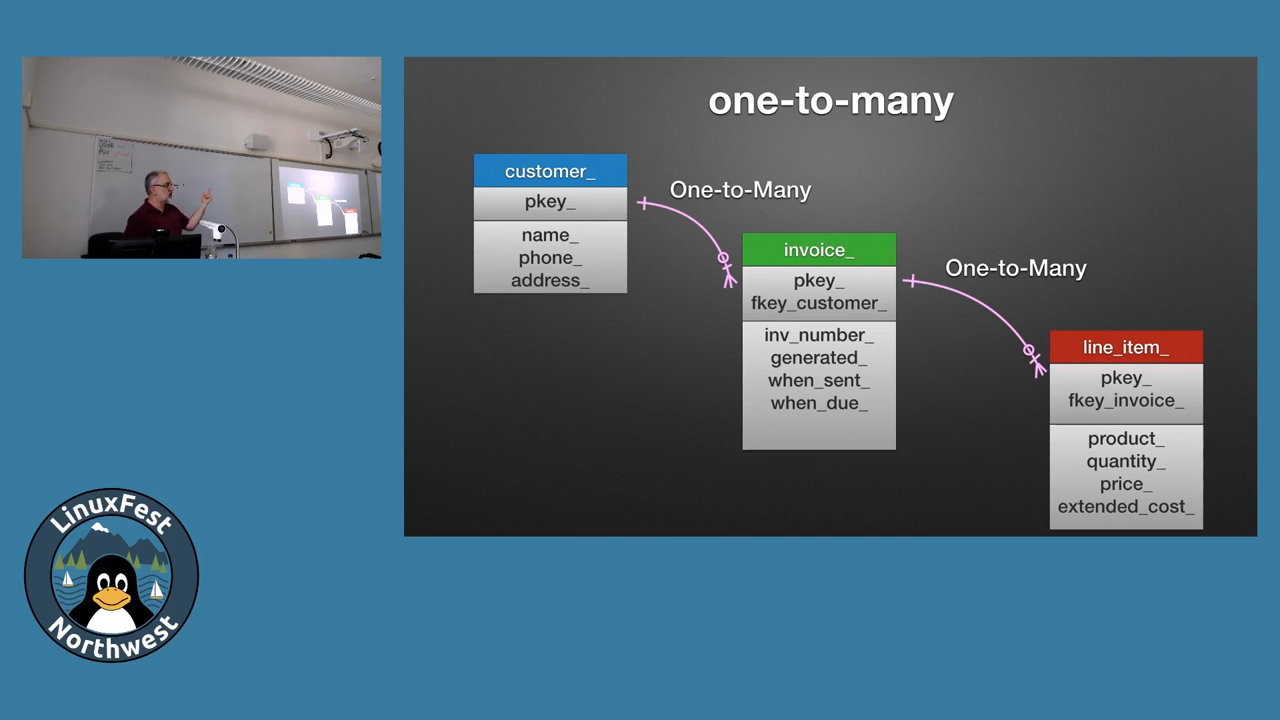 one-to-many
customer_
pkey_
name_
phone_
address_
One-to-Many
invoice_
pkey_
fkey_customer_
inv_number_
generated_
when_sent_
when_due_
One-to-Many
line_item_
pkey_
fkey_invoice_
product_
quantity_
price_
extended_cost_
LinuxFest
Northwest